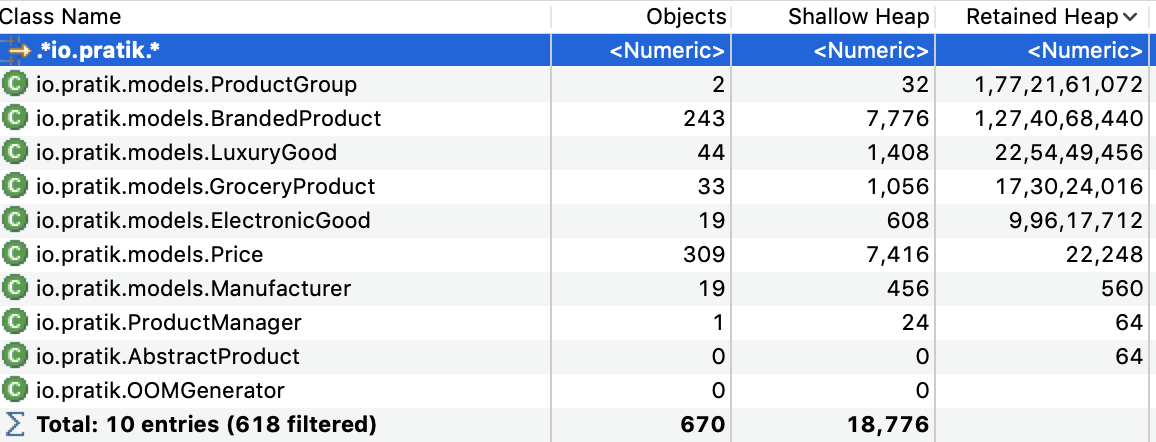 Class Name Objects Shallow Heap Retained Heap
.*io.pratik.* <Numeric> <Numeric> <Numeric>
C io.pratik.models.ProductGroup 2 32 1,77,21,61,072
C io.pratik.models.BrandedProduct 243 7,776 1,27,40,68,440
C io.pratik.models.LuxuryGood 44 1,408 22,54,49,456
C io.pratik.models.GroceryProduct 33 1,056 17,30,24,016
C io.pratik.models.ElectronicGood 19 608 9,96,17,712
C io.pratik.models.Price 309 7,416 22,248
C io.pratik.models.Manufacturer 19 456 560
C io.pratik.ProductManager 1 24 64
C io.pratik.AbstractProduct 0 0 64
C io.pratik.OOMGenerator 0 0
Σ Total: 10 entries (618 filtered) 670 18,776